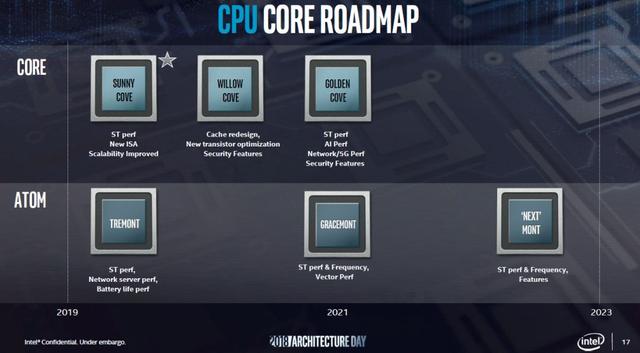 CPU CORE ROADMAP
CORE
SUNNY
COVE
ST perf
New ISA
Scalability Improved
WILLOW
COVE
Cache redesign,
New transistor optimization
Security Features
GOLDEN
COVE
ST perf
AI Perf
Network/5G Perf
Security Features
ATOM
TREMONT
ST perf,
Network server perf,
Battery life perf
GRACEMONT
ST perf & Frequency,
Vector Perf
'NEXT'
MONT
ST perf & Frequency,
Features
2019
2021
2023
Intel® Confidential. Under embargo.
2018 ARCHITECTURE DAY
intel
17